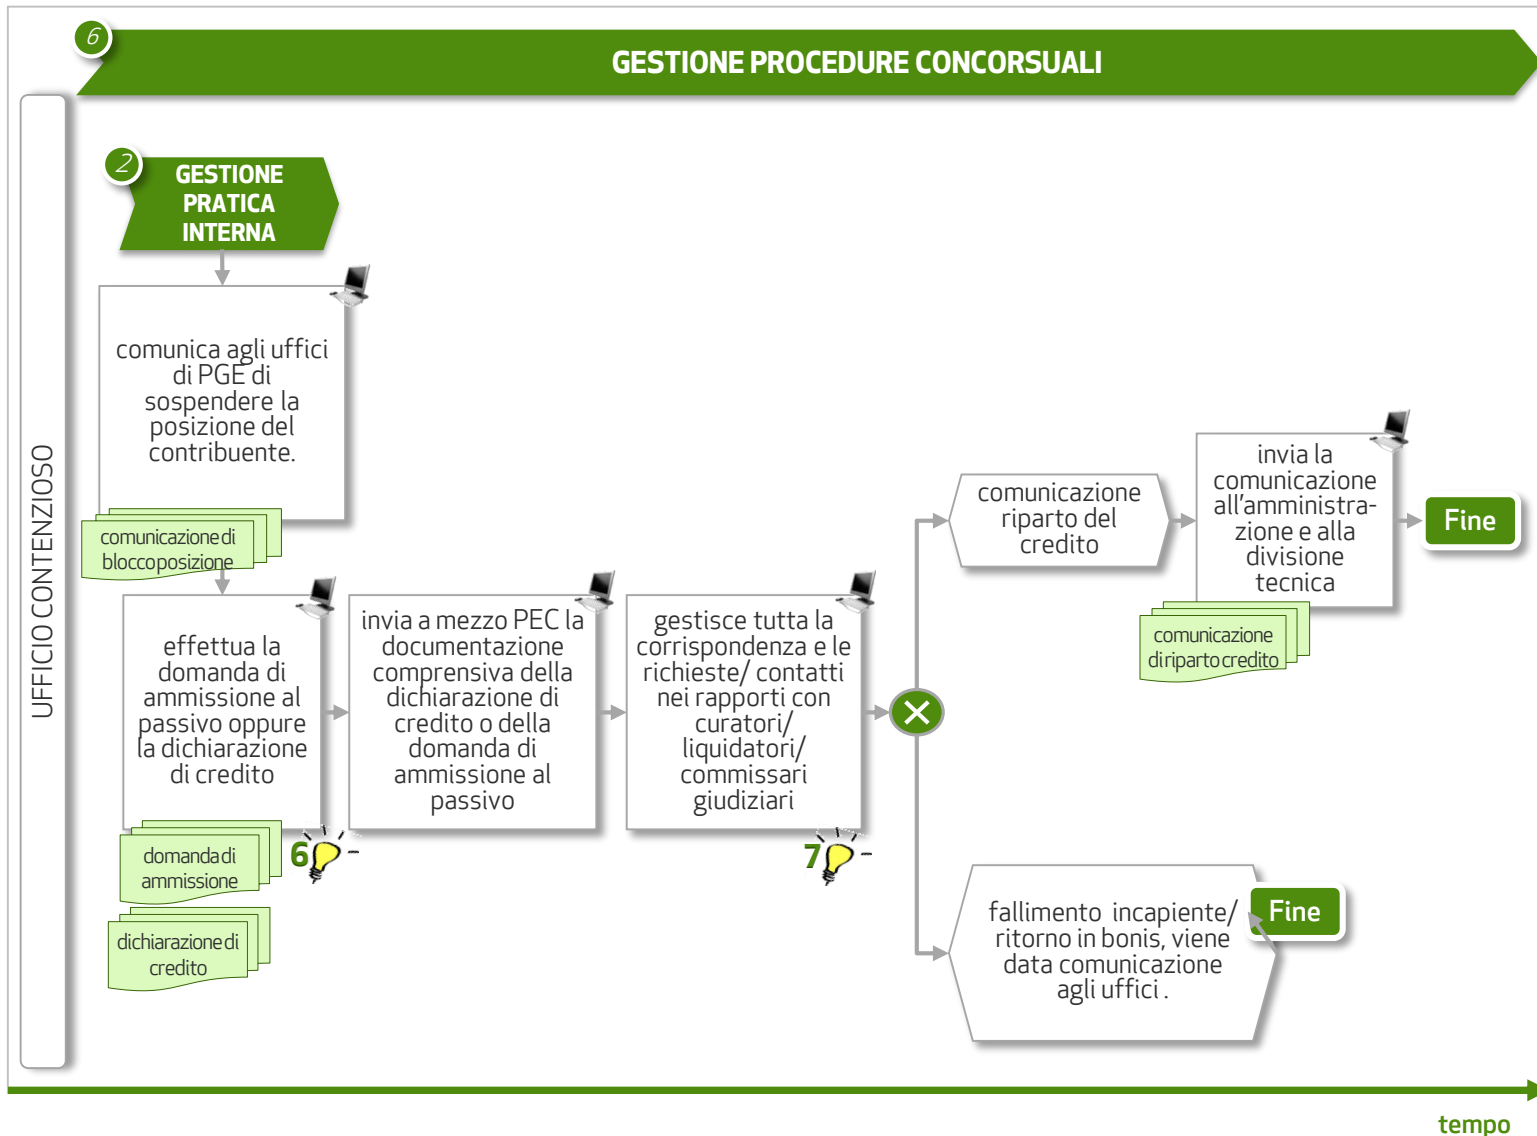 6
GESTIONE PROCEDURE CONCORSUALI
UFFICIO CONTENZIOSO
2
GESTIONE
PRATICA
INTERNA
comunica agli uffici
di PGE di
sospendere la
posizione del
contribuente.
comunicazione di
blocco posizione
effettua la
domanda di
ammissione al
passivo oppure
la dichiarazione
di credito
domanda di
ammissione
dichiarazione di
credito
6
invia a mezzo PEC la
documentazione
comprensiva della
dichiarazione di
credito o della
domanda di
ammissione al
passivo
gestisce tutta la
corrispondenza e le
richieste/ contatti
nei rapporti con
curatori/
liquidatori/
commissari
giudiziari
7
comunicazione
riparto del
credito
invia la
comunicazione
all'amministra-
zione e alla
divisione
tecnica
comunicazione
di riparto credito
Fine
fallimento incapiente/
ritorno in bonis, viene
data comunicazione
agli uffici .
Fine
tempo